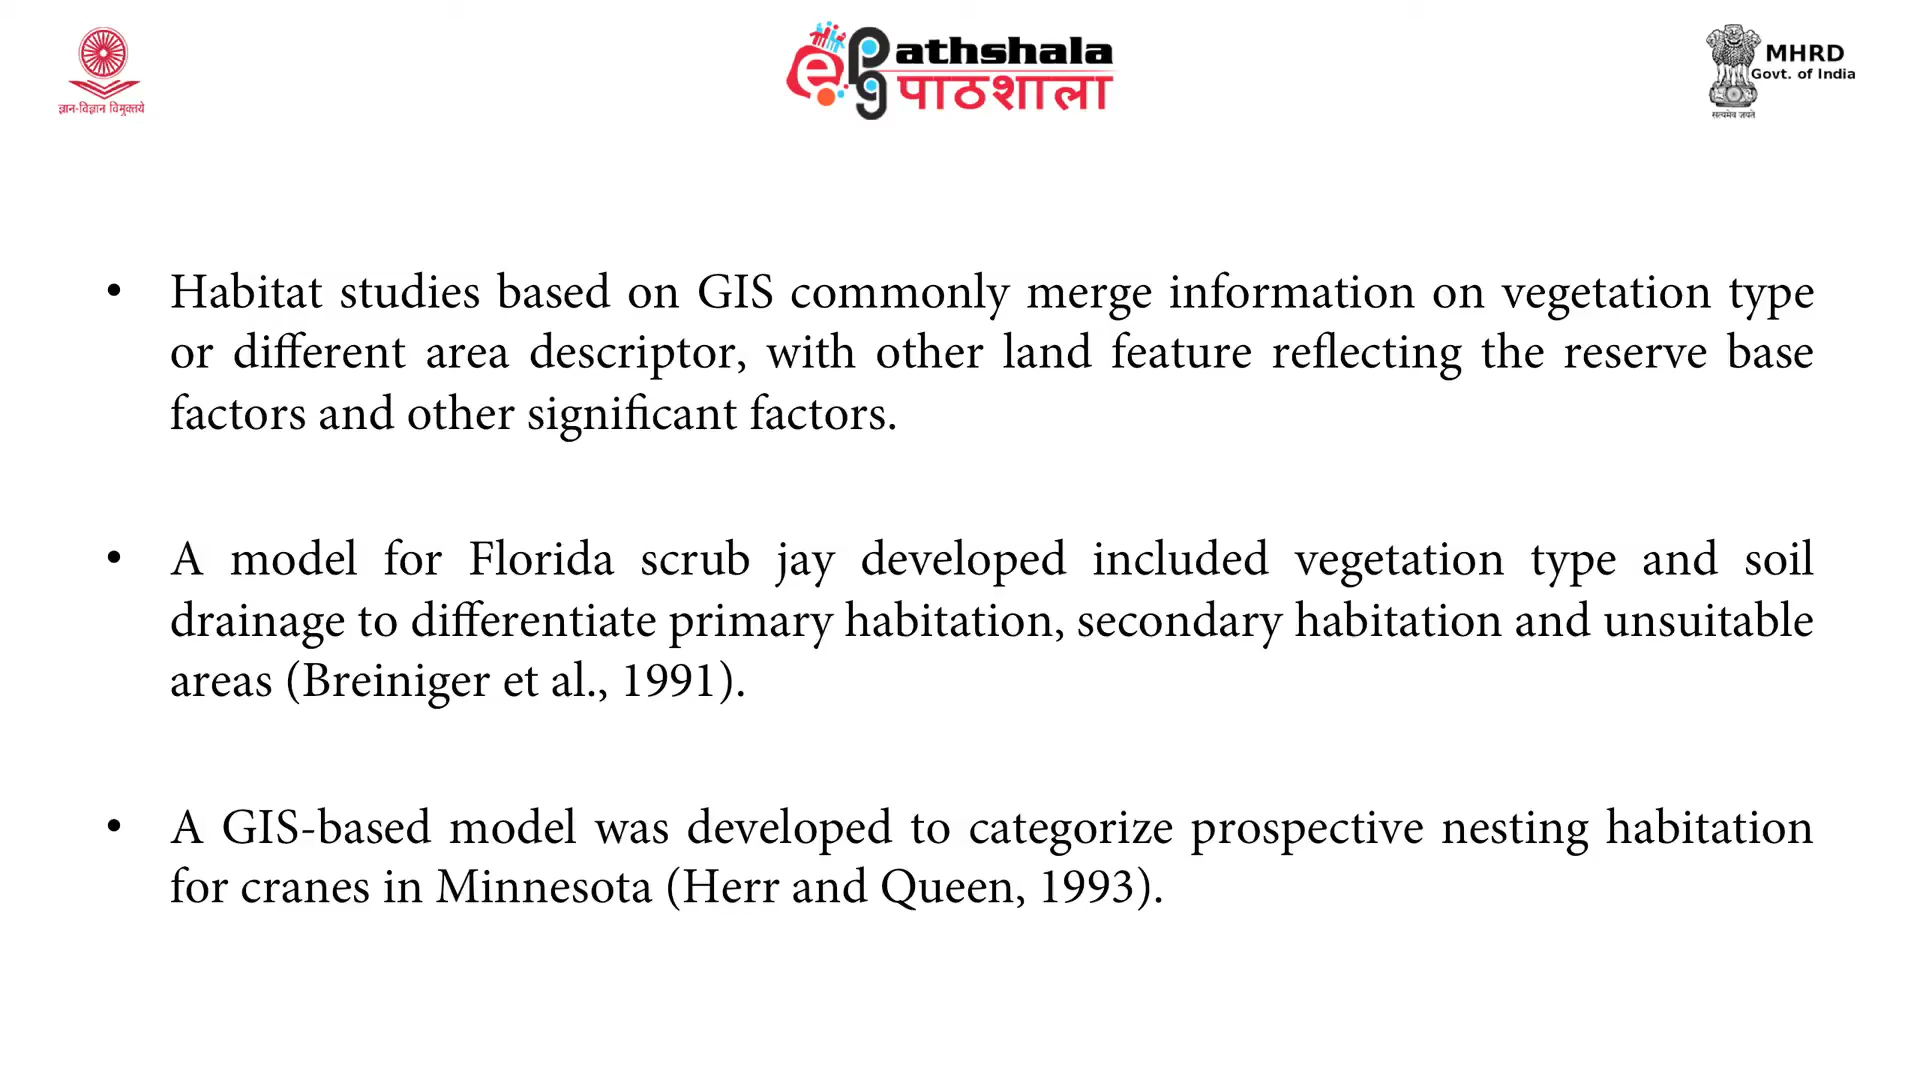 ज्ञान-विज्ञान विमुक्तये
ePathshala
पाठशाला
MHRD
Govt. of India
सत्यमेव जयते
• Habitat studies based on GIS commonly merge information on vegetation type
or different area descriptor, with other land feature reflecting the reserve base
factors and other significant factors.
• A model for Florida scrub jay developed included vegetation type and soil
drainage to differentiate primary habitation, secondary habitation and unsuitable
areas (Breiniger et al., 1991).
• A GIS-based model was developed to categorize prospective nesting habitation
for cranes in Minnesota (Herr and Queen, 1993).